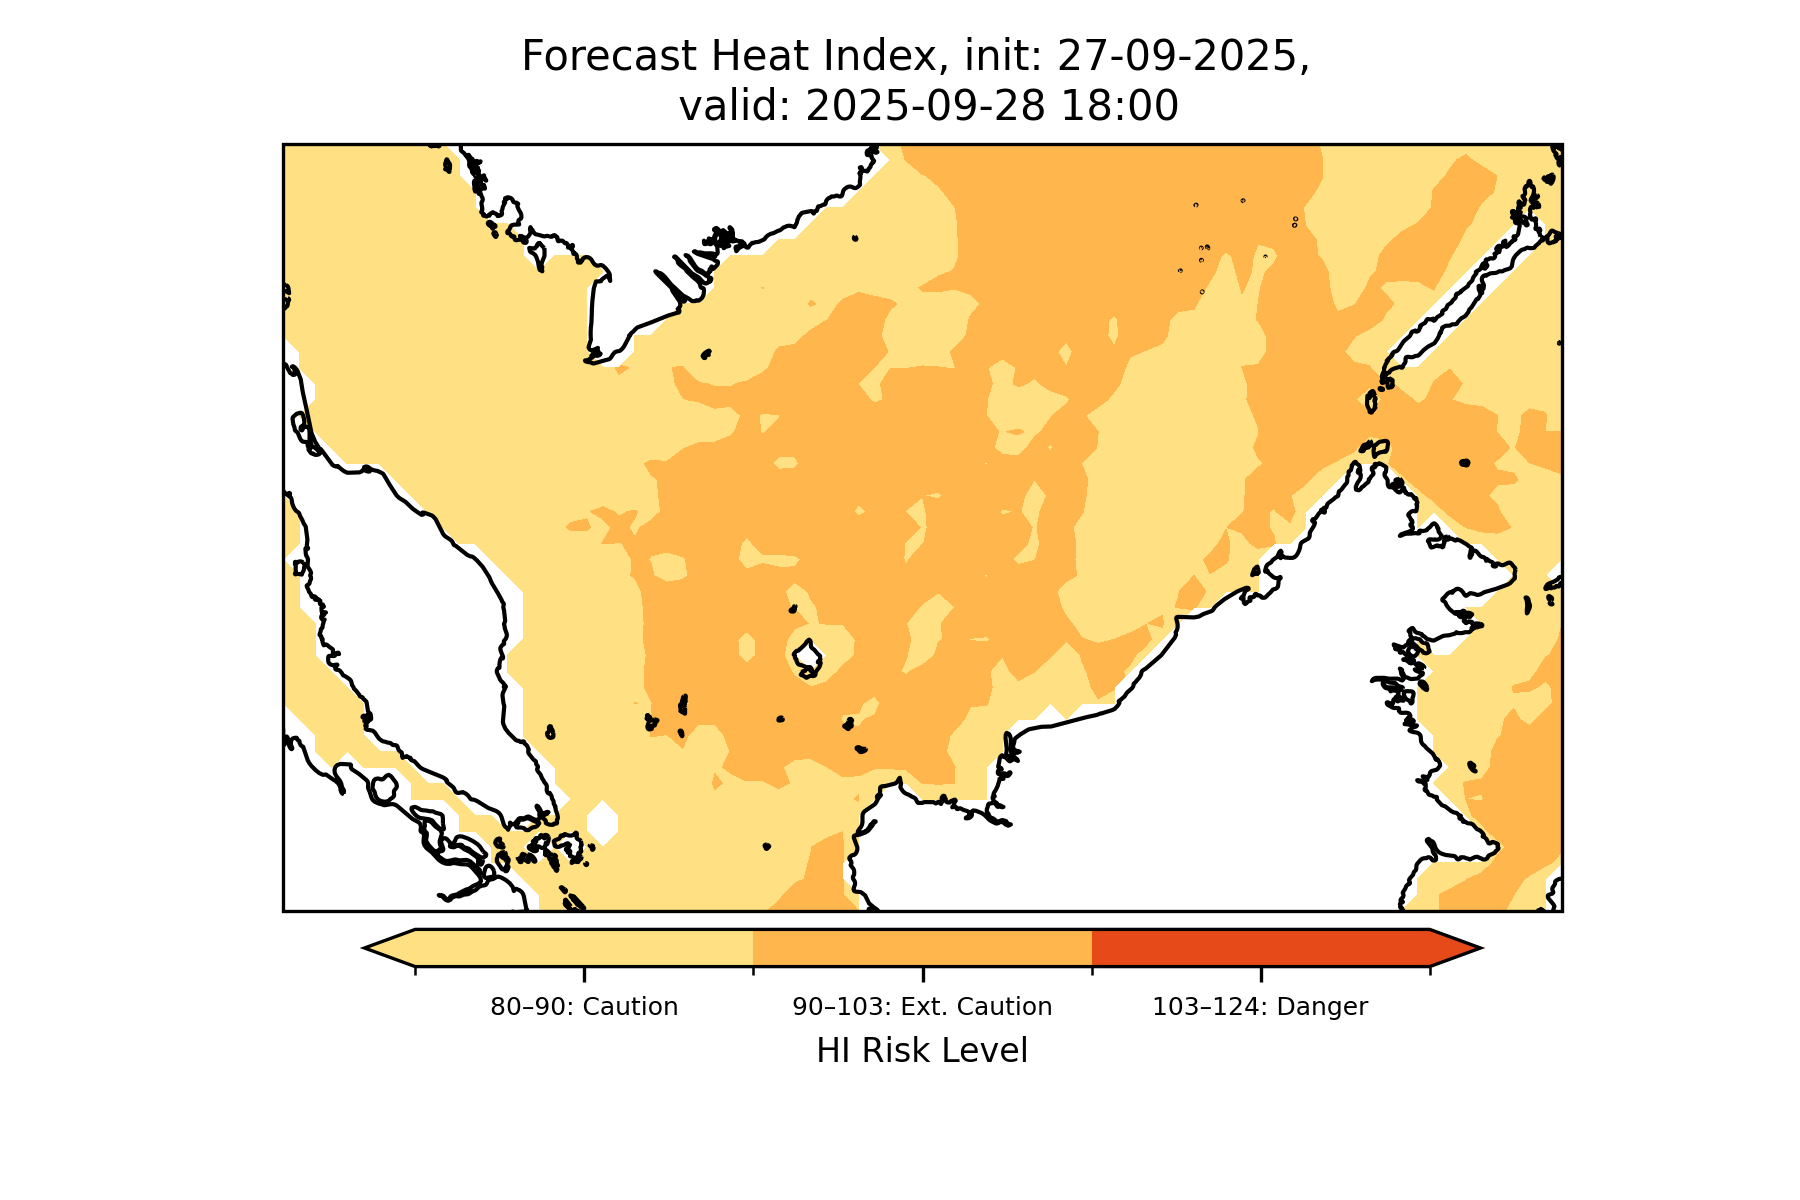 Forecast Heat Index, init: 27-09-2025,
valid: 2025-09-28 18:00
80–90: Caution
90–103: Ext. Caution
103–124: Danger
HI Risk Level